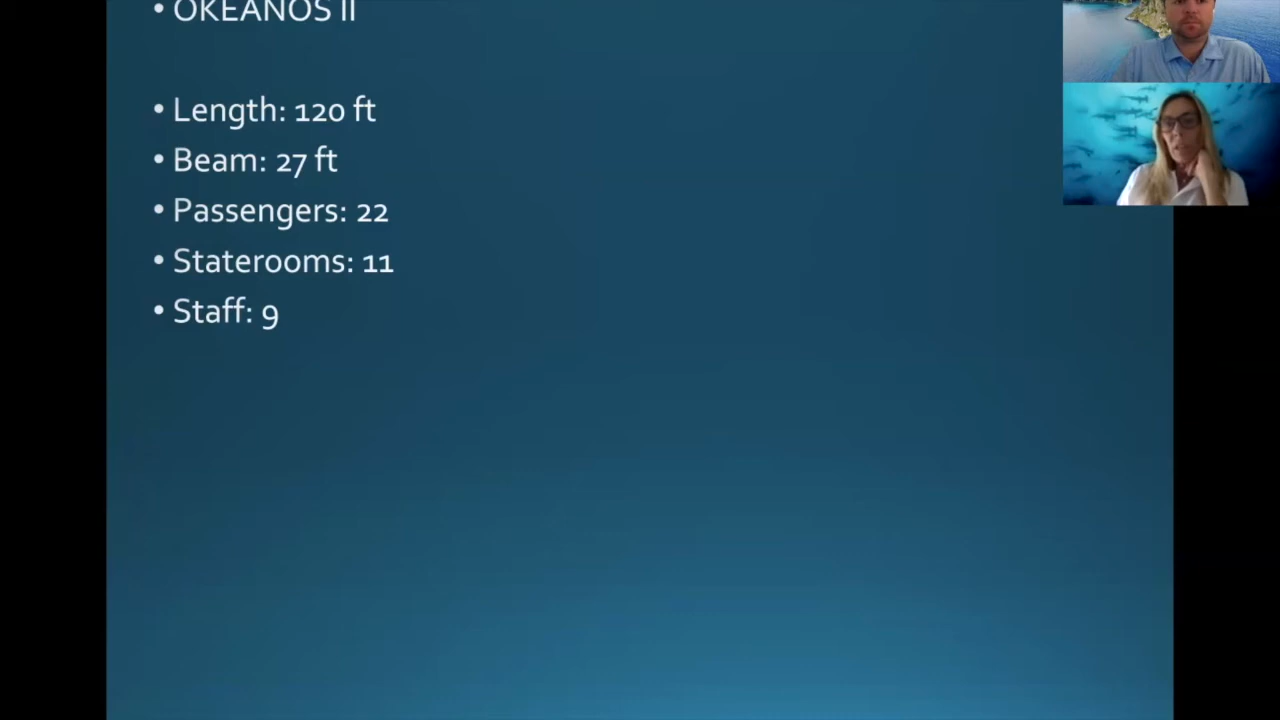 • OKEANOS II
• Length: 120 ft
• Beam: 27 ft
• Passengers: 22
• Staterooms: 11
• Staff: 9